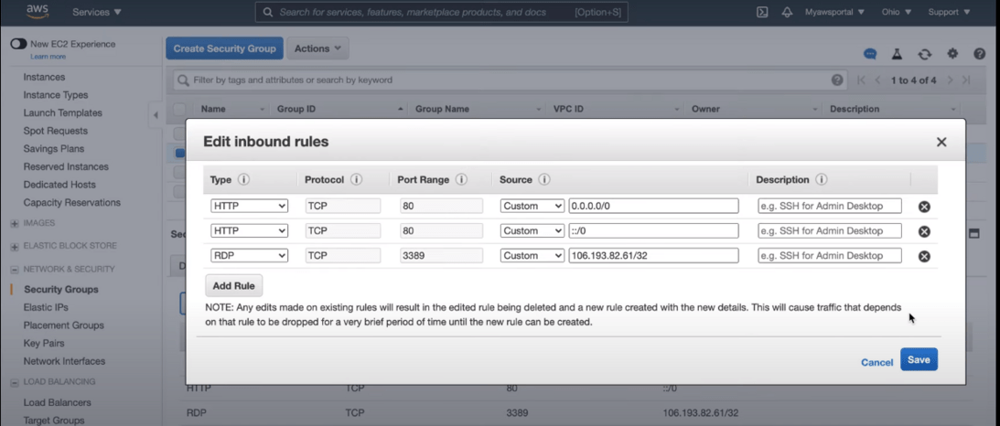 aws Services ▼ Search for services, features, marketplace products, and docs [Option+S] Myawsportal ▼ Ohio ▼ Support ▼
New EC2 Experience
Learn more
Create Security Group Actions
Filter by tags and attributes or search by keyword 1 to 4 of 4
Name Group ID Group Name VPC ID Owner Description
Instances
Instance Types
Launch Templates
Spot Requests
Savings Plans
Reserved Instances
Dedicated Hosts
Capacity Reservations
IMAGES
ELASTIC BLOCK STORE
NETWORK & SECURITY
Security Groups
Elastic IPs
Placement Groups
Key Pairs
Network Interfaces
LOAD BALANCING
Load Balancers
Target Groups
Edit inbound rules
Type Protocol Port Range Source Description
HTTP TCP 80 Custom 0.0.0.0/0 e.g. SSH for Admin Desktop
HTTP TCP 80 Custom ::/0 e.g. SSH for Admin Desktop
RDP TCP 3389 Custom 106.193.82.61/32 e.g. SSH for Admin Desktop
Add Rule
NOTE: Any edits made on existing rules will result in the edited rule being deleted and a new rule created with the new details. This will cause traffic that depends
on that rule to be dropped for a very brief period of time until the new rule can be created.
Cancel Save
HTTP TCP 80 ::/0
RDP TCP 3389 106.193.82.61/32